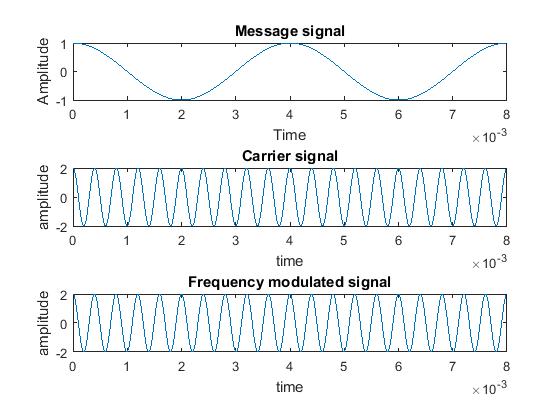 Message signal
Amplitude
1
0
-1
0 1 2 3 4 5 6 7 8
Time
×10-3
Carrier signal
amplitude
2
0
-2
0 1 2 3 4 5 6 7 8
time
×10-3
Frequency modulated signal
amplitude
2
0
-2
0 1 2 3 4 5 6 7 8
time
×10-3